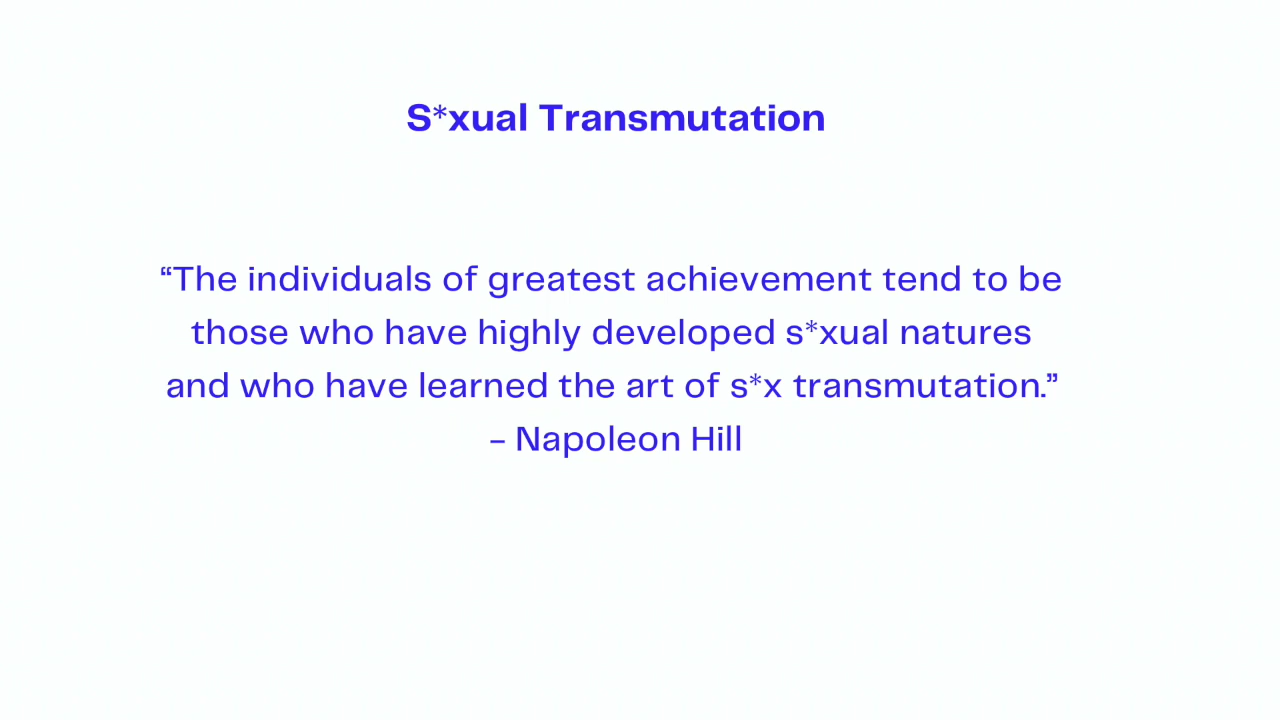 S*xual Transmutation
“The individuals of greatest achievement tend to be
those who have highly developed s*xual natures
and who have learned the art of s*x transmutation.”
– Napoleon Hill